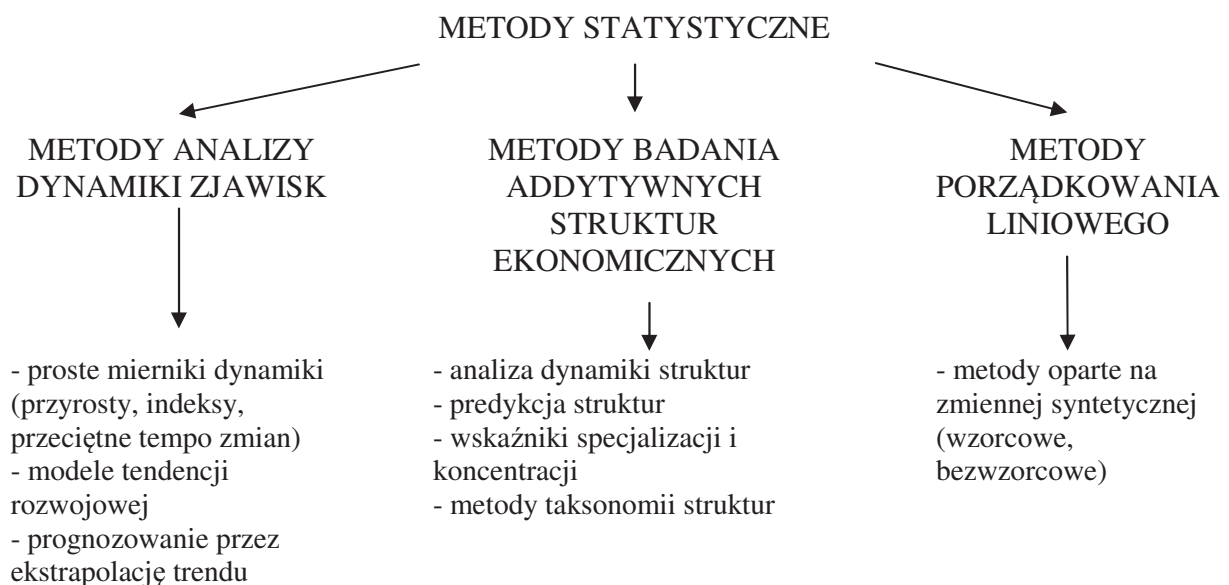 METODY STATYSTYCZNE
METODY ANALIZY
DYNAMIKI ZJAWISK
- proste mierniki dynamiki
(przyrosty, indeksy,
przeciętne tempo zmian)
- modele tendencji
rozwojowej
- prognozowanie przez
ekstrapolację trendu
METODY BADANIA
ADDYTYWNYCH
STRUKTUR
EKONOMICZNYCH
- analiza dynamiki struktur
- predykcja struktur
- wskaźniki specjalizacji i
koncentracji
- metody taksonomii struktur
METODY
PORZĄDKOWANIA
LINIOWEGO
- metody oparte na
zmiennej syntetycznej
(wzorcowe,
bezwzorcowe)